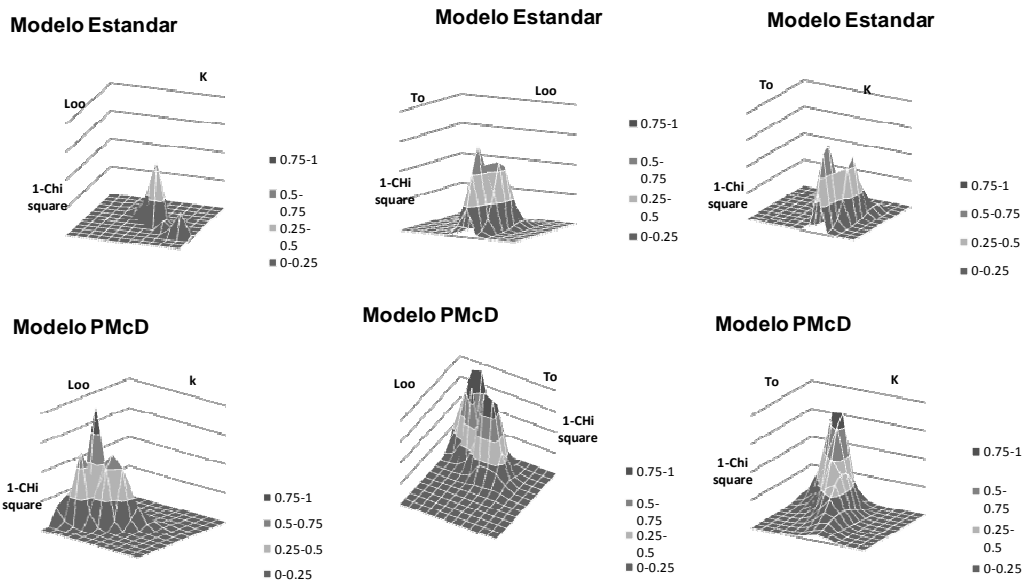 Modelo Estandar
K
Loo
1-Chi
square
0.75-1
0.5-
0.75
0.25-
0.5
0-0.25
Modelo Estandar
To
Loo
1-CHi
square
0.75-1
0.5-
0.75
0.25-
0.5
0-0.25
Modelo Estandar
To
K
1-Chi
square
0.75-1
0.5-0.75
0.25-0.5
0-0.25
Modelo PMcD
Loo
k
1-CHi
square
0.75-1
0.5-0.75
0.25-0.5
0-0.25
Modelo PMcD
Loo
To
1-CHi
square
0.75-1
0.5-
0.75
0.25-
0.5
0-0.25
Modelo PMcD
To
K
1-Chi
square
0.75-1
0.5-
0.75
0.25-
0.5
0-0.25